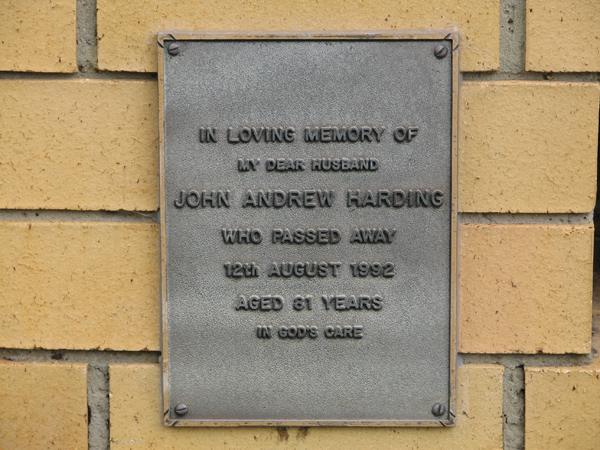 IN LOVING MEMORY OF
MY DEAR HUSBAND
JOHN ANDREW HARDING
WHO PASSED AWAY
12th AUGUST 1992
AGED 81 YEARS
IN GOD'S CARE